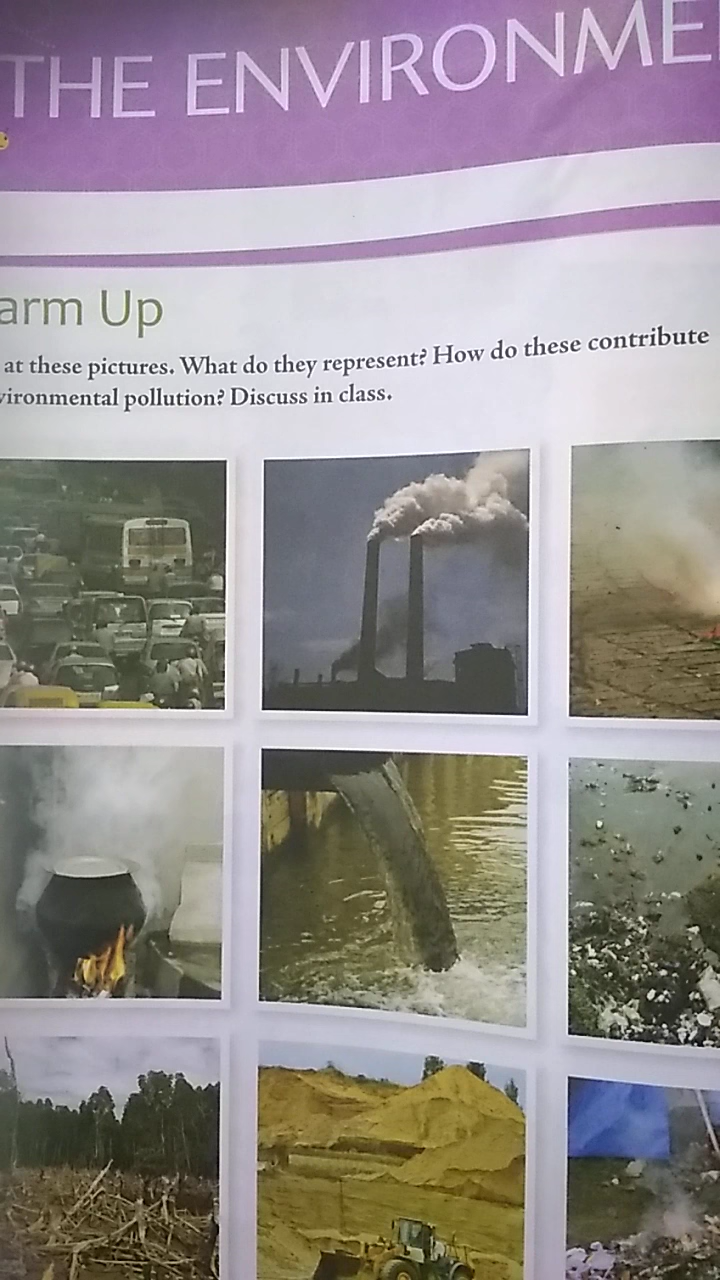 THE ENVIRONME
arm Up
at these pictures. What do they represent? How do these contribute
vironmental pollution? Discuss in class.